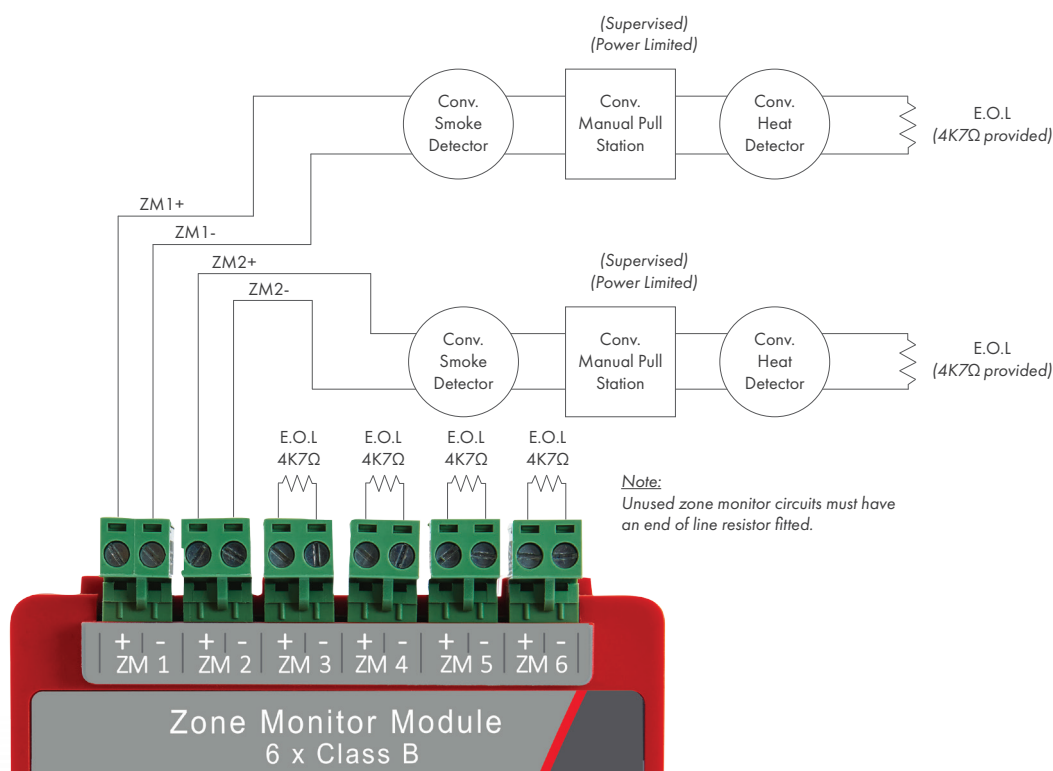 (Supervised)
(Power Limited)
Conv.
Smoke
Detector
Conv.
Manual Pull
Station
Conv.
Heat
Detector
E.O.L
(4K7Ω provided)
ZM1+
ZM1-
ZM2+
ZM2-
(Supervised)
(Power Limited)
Conv.
Smoke
Detector
Conv.
Manual Pull
Station
Conv.
Heat
Detector
E.O.L
(4K7Ω provided)
E.O.L
4K7Ω
E.O.L
4K7Ω
E.O.L
4K7Ω
E.O.L
4K7Ω
Note:
Unused zone monitor circuits must have
an end of line resistor fitted.
+ - + - + - + - + - + -
ZM 1 ZM 2 ZM 3 ZM 4 ZM 5 ZM 6
Zone Monitor Module
6 x Class B